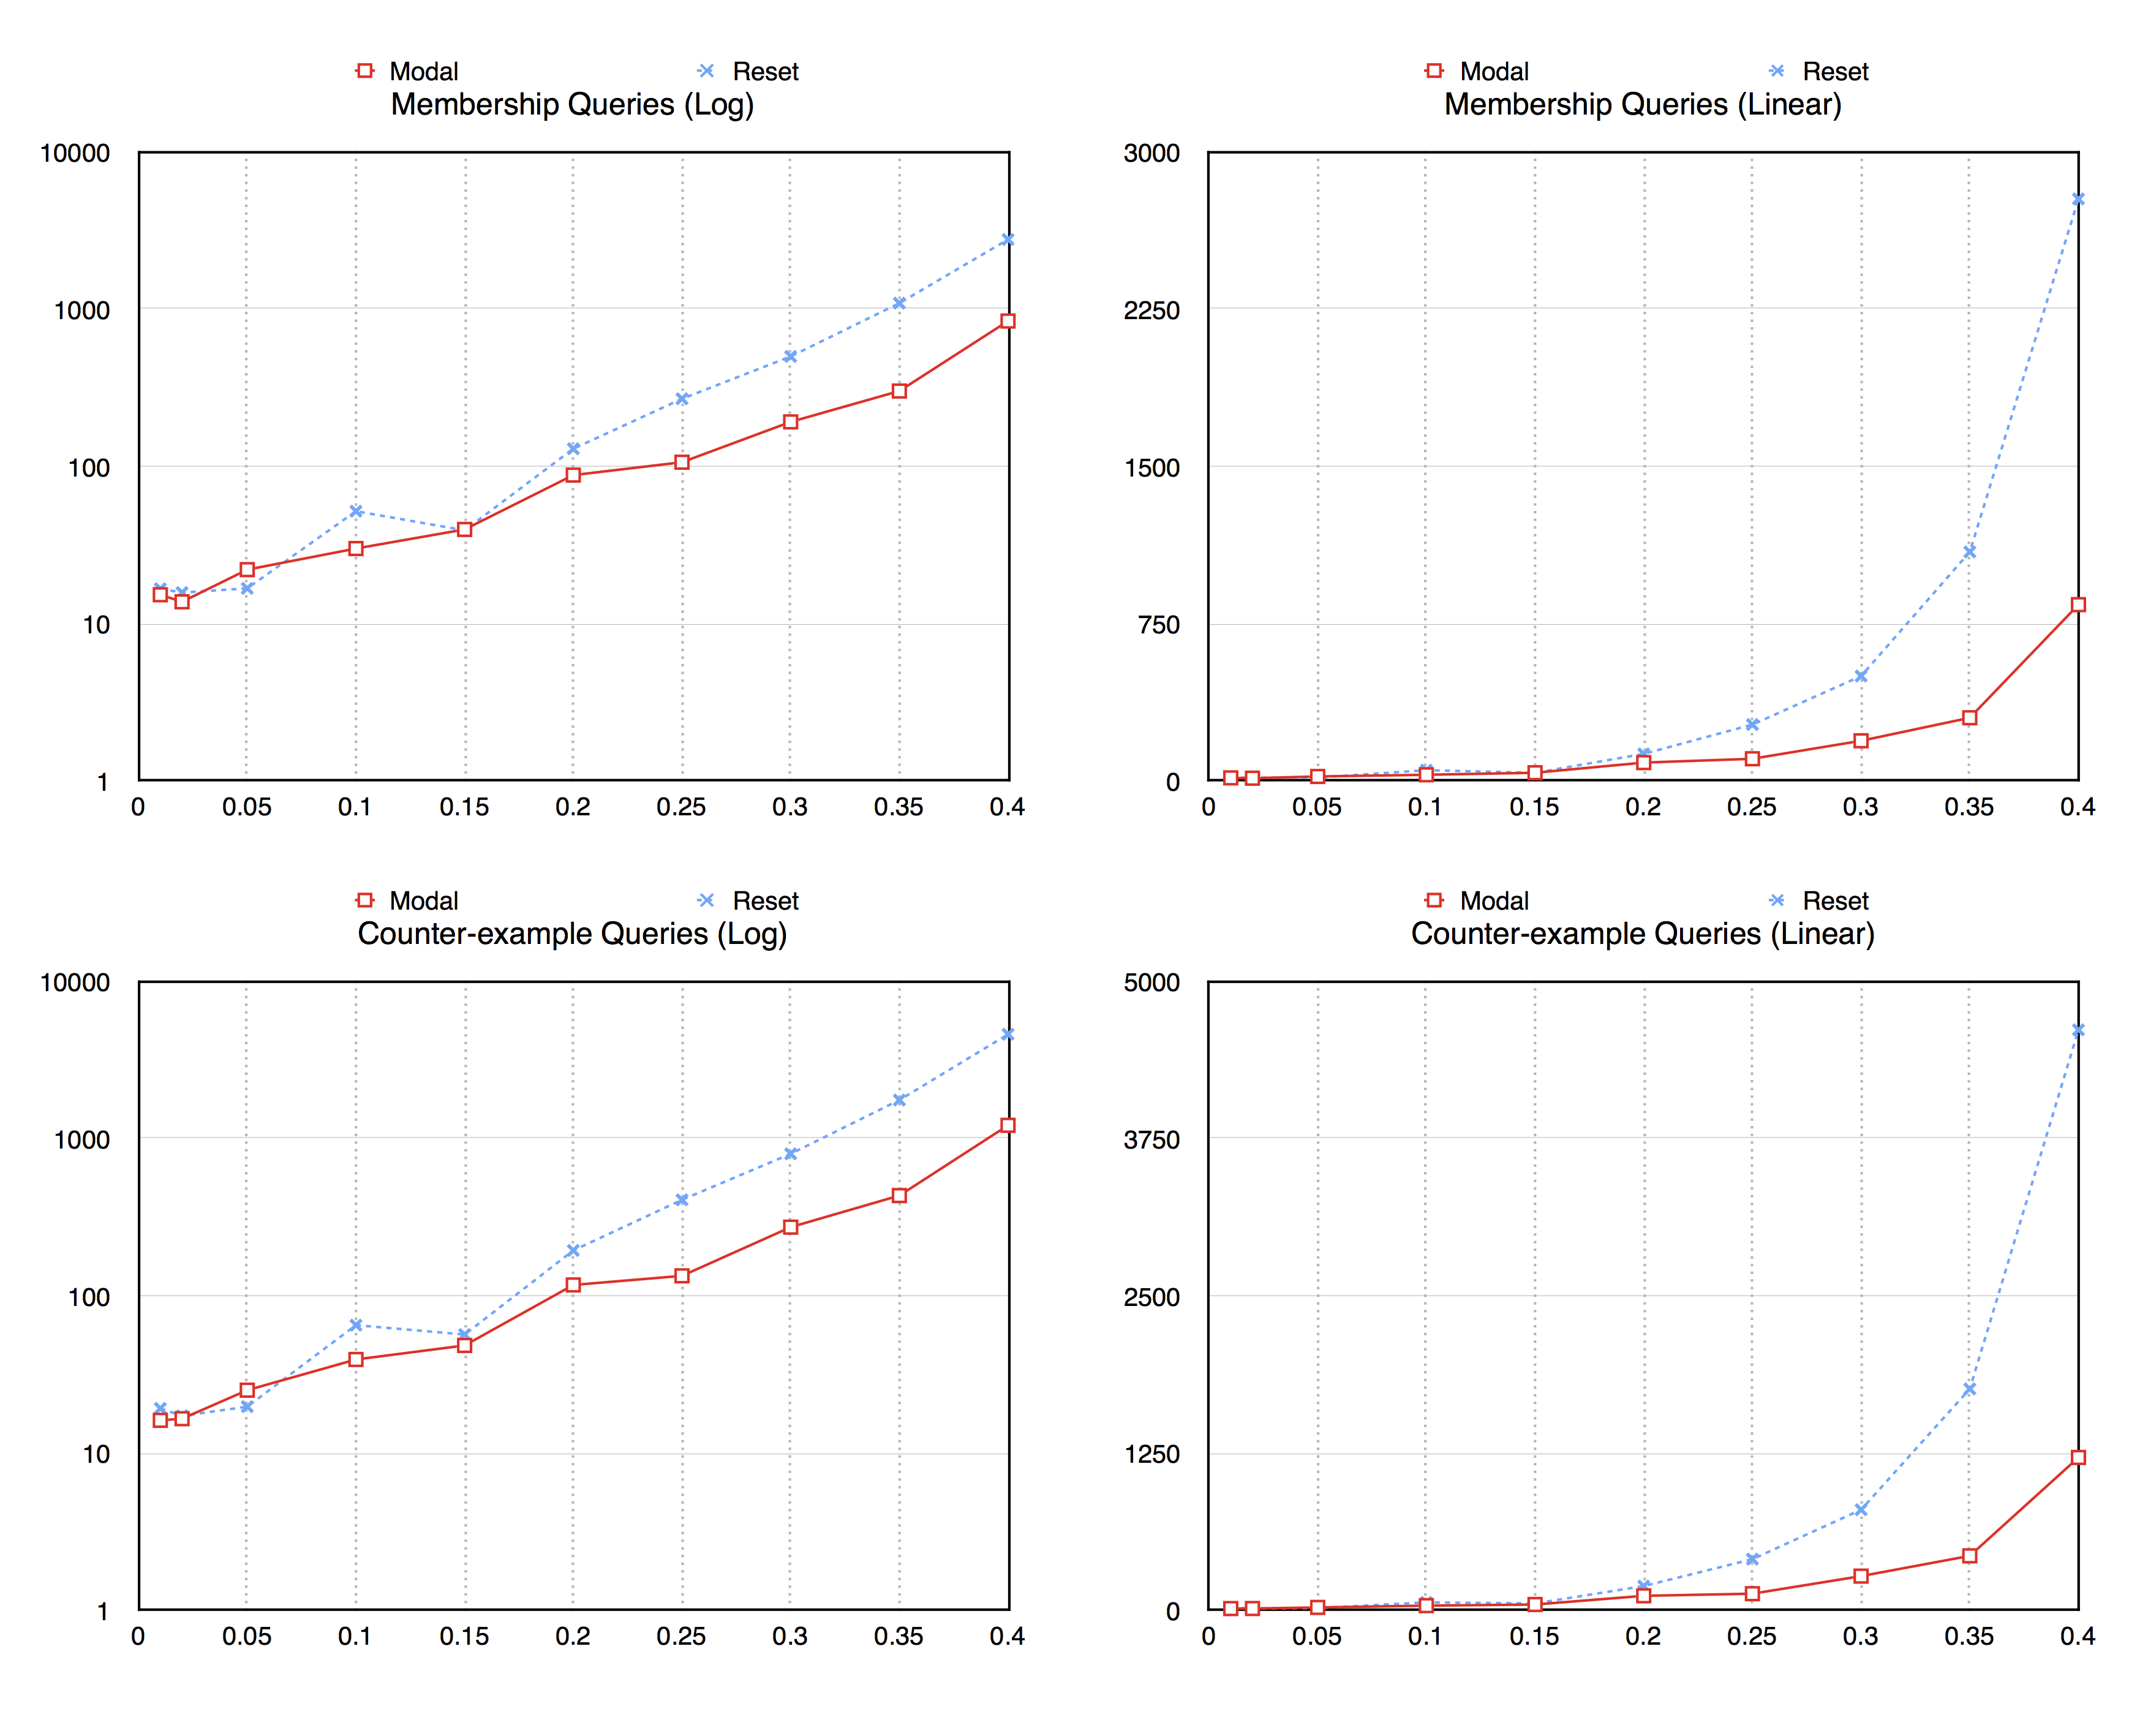 Modal Reset
Membership Queries (Log)
10000
1000
100
10
1
0 0.05 0.1 0.15 0.2 0.25 0.3 0.35 0.4
Modal Reset
Membership Queries (Linear)
3000
2250
1500
750
0
0 0.05 0.1 0.15 0.2 0.25 0.3 0.35 0.4
Modal Reset
Counter-example Queries (Log)
10000
1000
100
10
1
0 0.05 0.1 0.15 0.2 0.25 0.3 0.35 0.4
Modal Reset
Counter-example Queries (Linear)
5000
3750
2500
1250
0
0 0.05 0.1 0.15 0.2 0.25 0.3 0.35 0.4